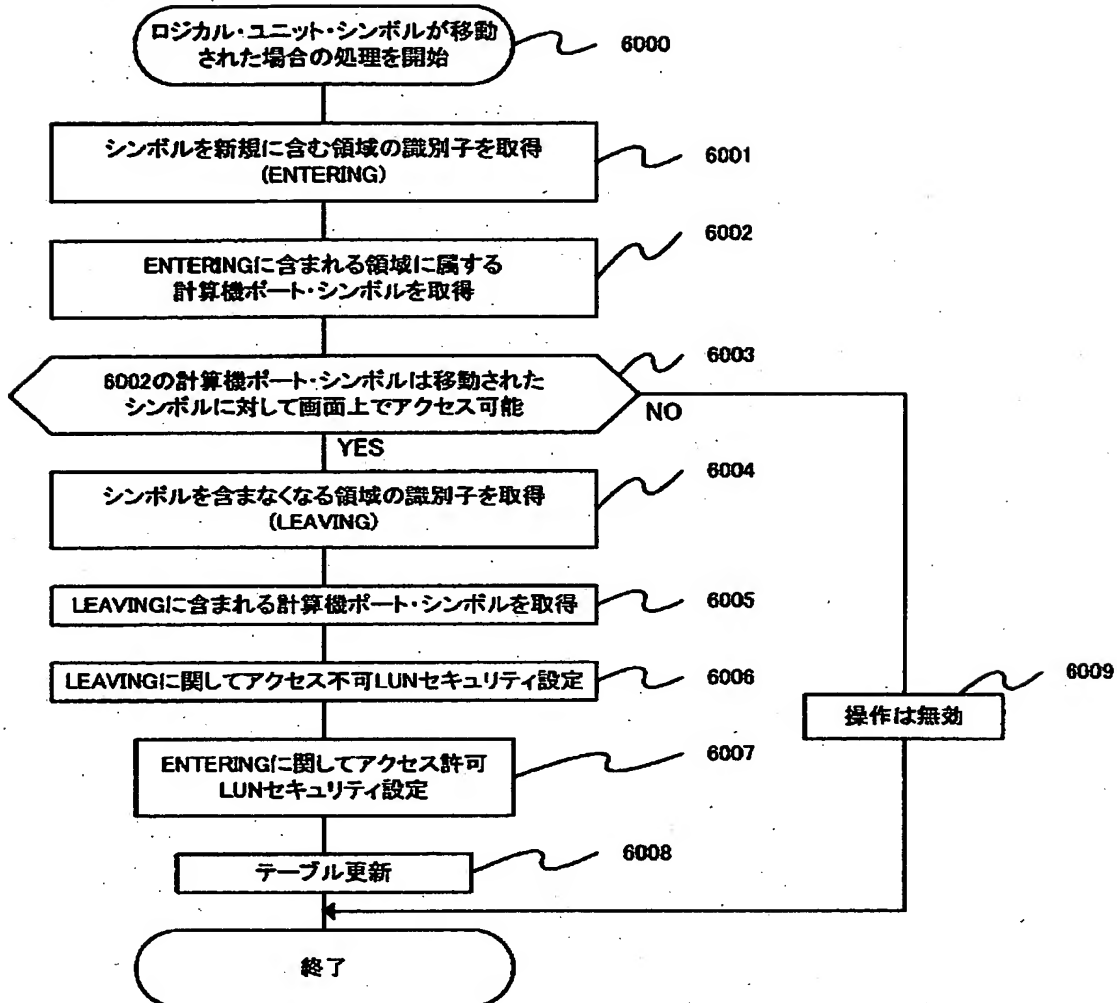 ロジカル・ユニット・シンボルが移動
された場合の処理を開始
6000
シンボルを新規に含む領域の識別子を取得
(ENTERING)
6001
ENTERINGに含まれる領域に属する
計算機ポート・シンボルを取得
6002
6002の計算機ポート・シンボルは移動された
シンボルに対して画面上でアクセス可能
6003
NO
YES
シンボルを含まなくなる領域の識別子を取得
(LEAVING)
6004
LEAVINGに含まれる計算機ポート・シンボルを取得
6005
LEAVINGに関してアクセス不可LUNセキュリティ設定
6006
操作は無効
6009
ENTERINGに関してアクセス許可
LUNセキュリティ設定
6007
テーブル更新
6008
終了